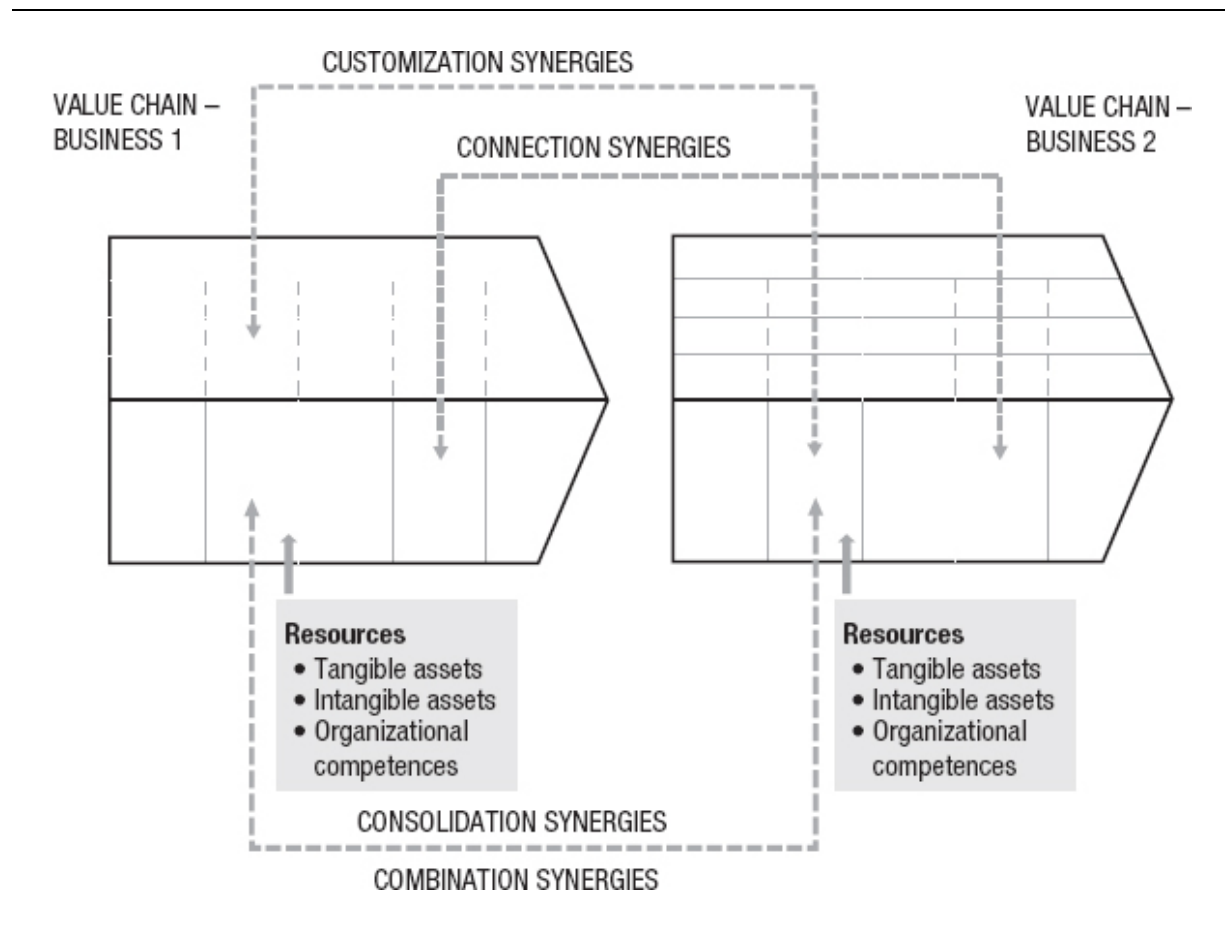 CUSTOMIZATION SYNERGIES
VALUE CHAIN –
BUSINESS 1
VALUE CHAIN –
BUSINESS 2
CONNECTION SYNERGIES
Resources
• Tangible assets
• Intangible assets
• Organizational
competences
Resources
• Tangible assets
• Intangible assets
• Organizational
competences
CONSOLIDATION SYNERGIES
COMBINATION SYNERGIES